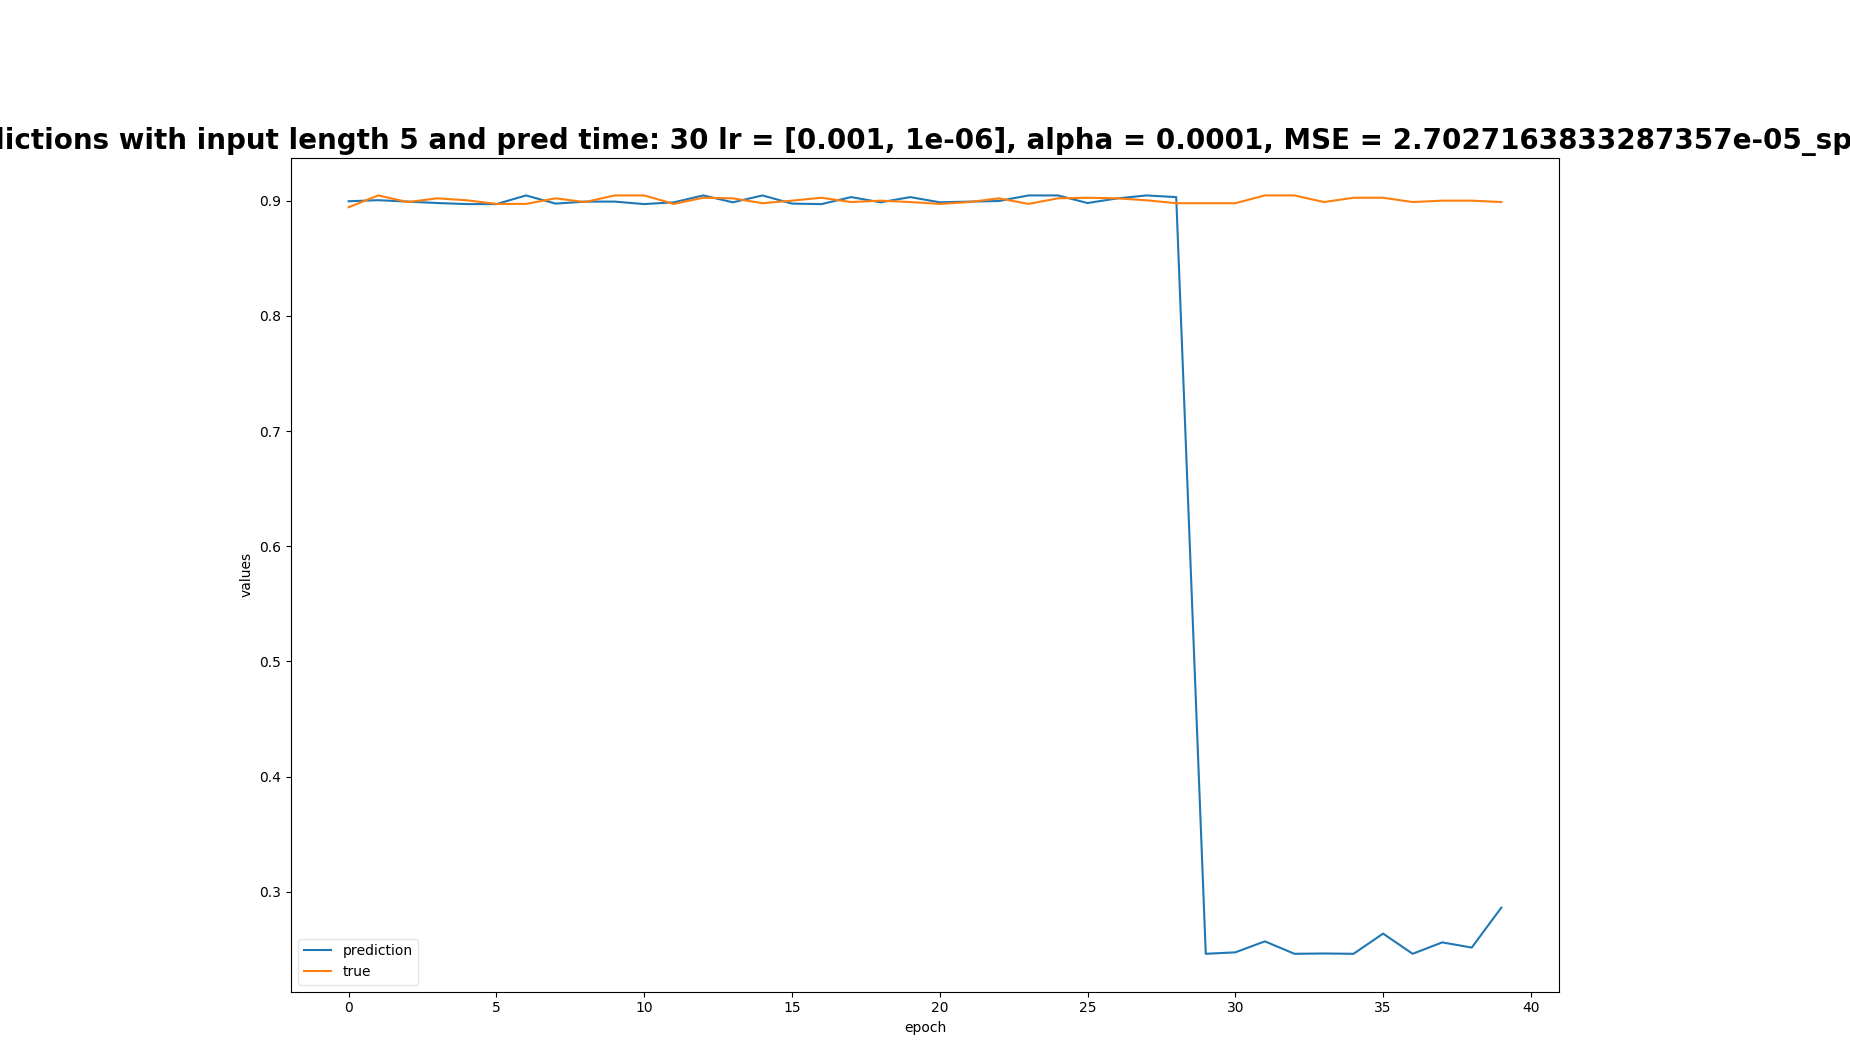 with input length 5 and pred time: 30 lr = [0.001, 1e-06], alpha = 0.0001, MSE = 2.7027163833287357e-05_sp
0.9
0.8
0.7
0.6
0.5
0.4
0.3
values
prediction
true
0 5 10 15 20 25 30 35 40
epoch